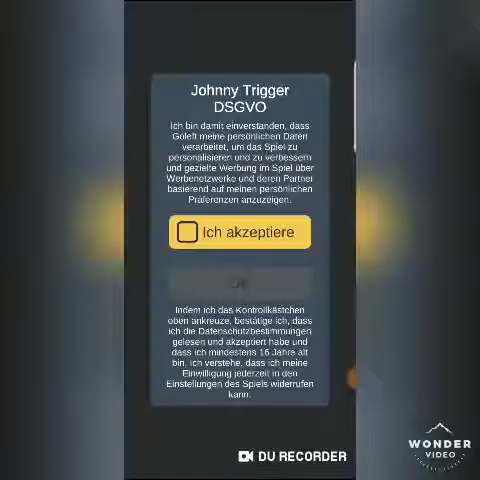 Johnny Trigger
DSGVO
Ich bin damit einverstanden, dass
Goleft meine persönlichen Daten
verarbeitet, um das Spiel zu
personalisieren und zu verbessern
und gezielte Werbung im Spiel über
Werbenetzwerke und deren Partner
basierend auf meinen persönlichen
Präferenzen anzuzeigen.
Ich akzeptiere
Indem ich das Kontrollkästchen
oben ankreuze, bestätige ich, dass
ich die Datenschutzbestimmungen
gelesen und akzeptiert habe und
dass ich mindestens 16 Jahre alt
bin. Ich verstehe, dass ich meine
Einwilligung jederzeit in den
Einstellungen des Spiels widerrufen
kann.
DU RECORDER
WONDER
VIDEO